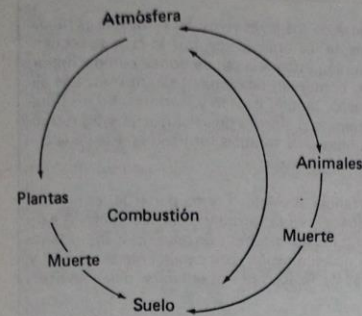 Atmósfera
Animales
Plantas
Combustión
Muerte
Muerte
Suelo